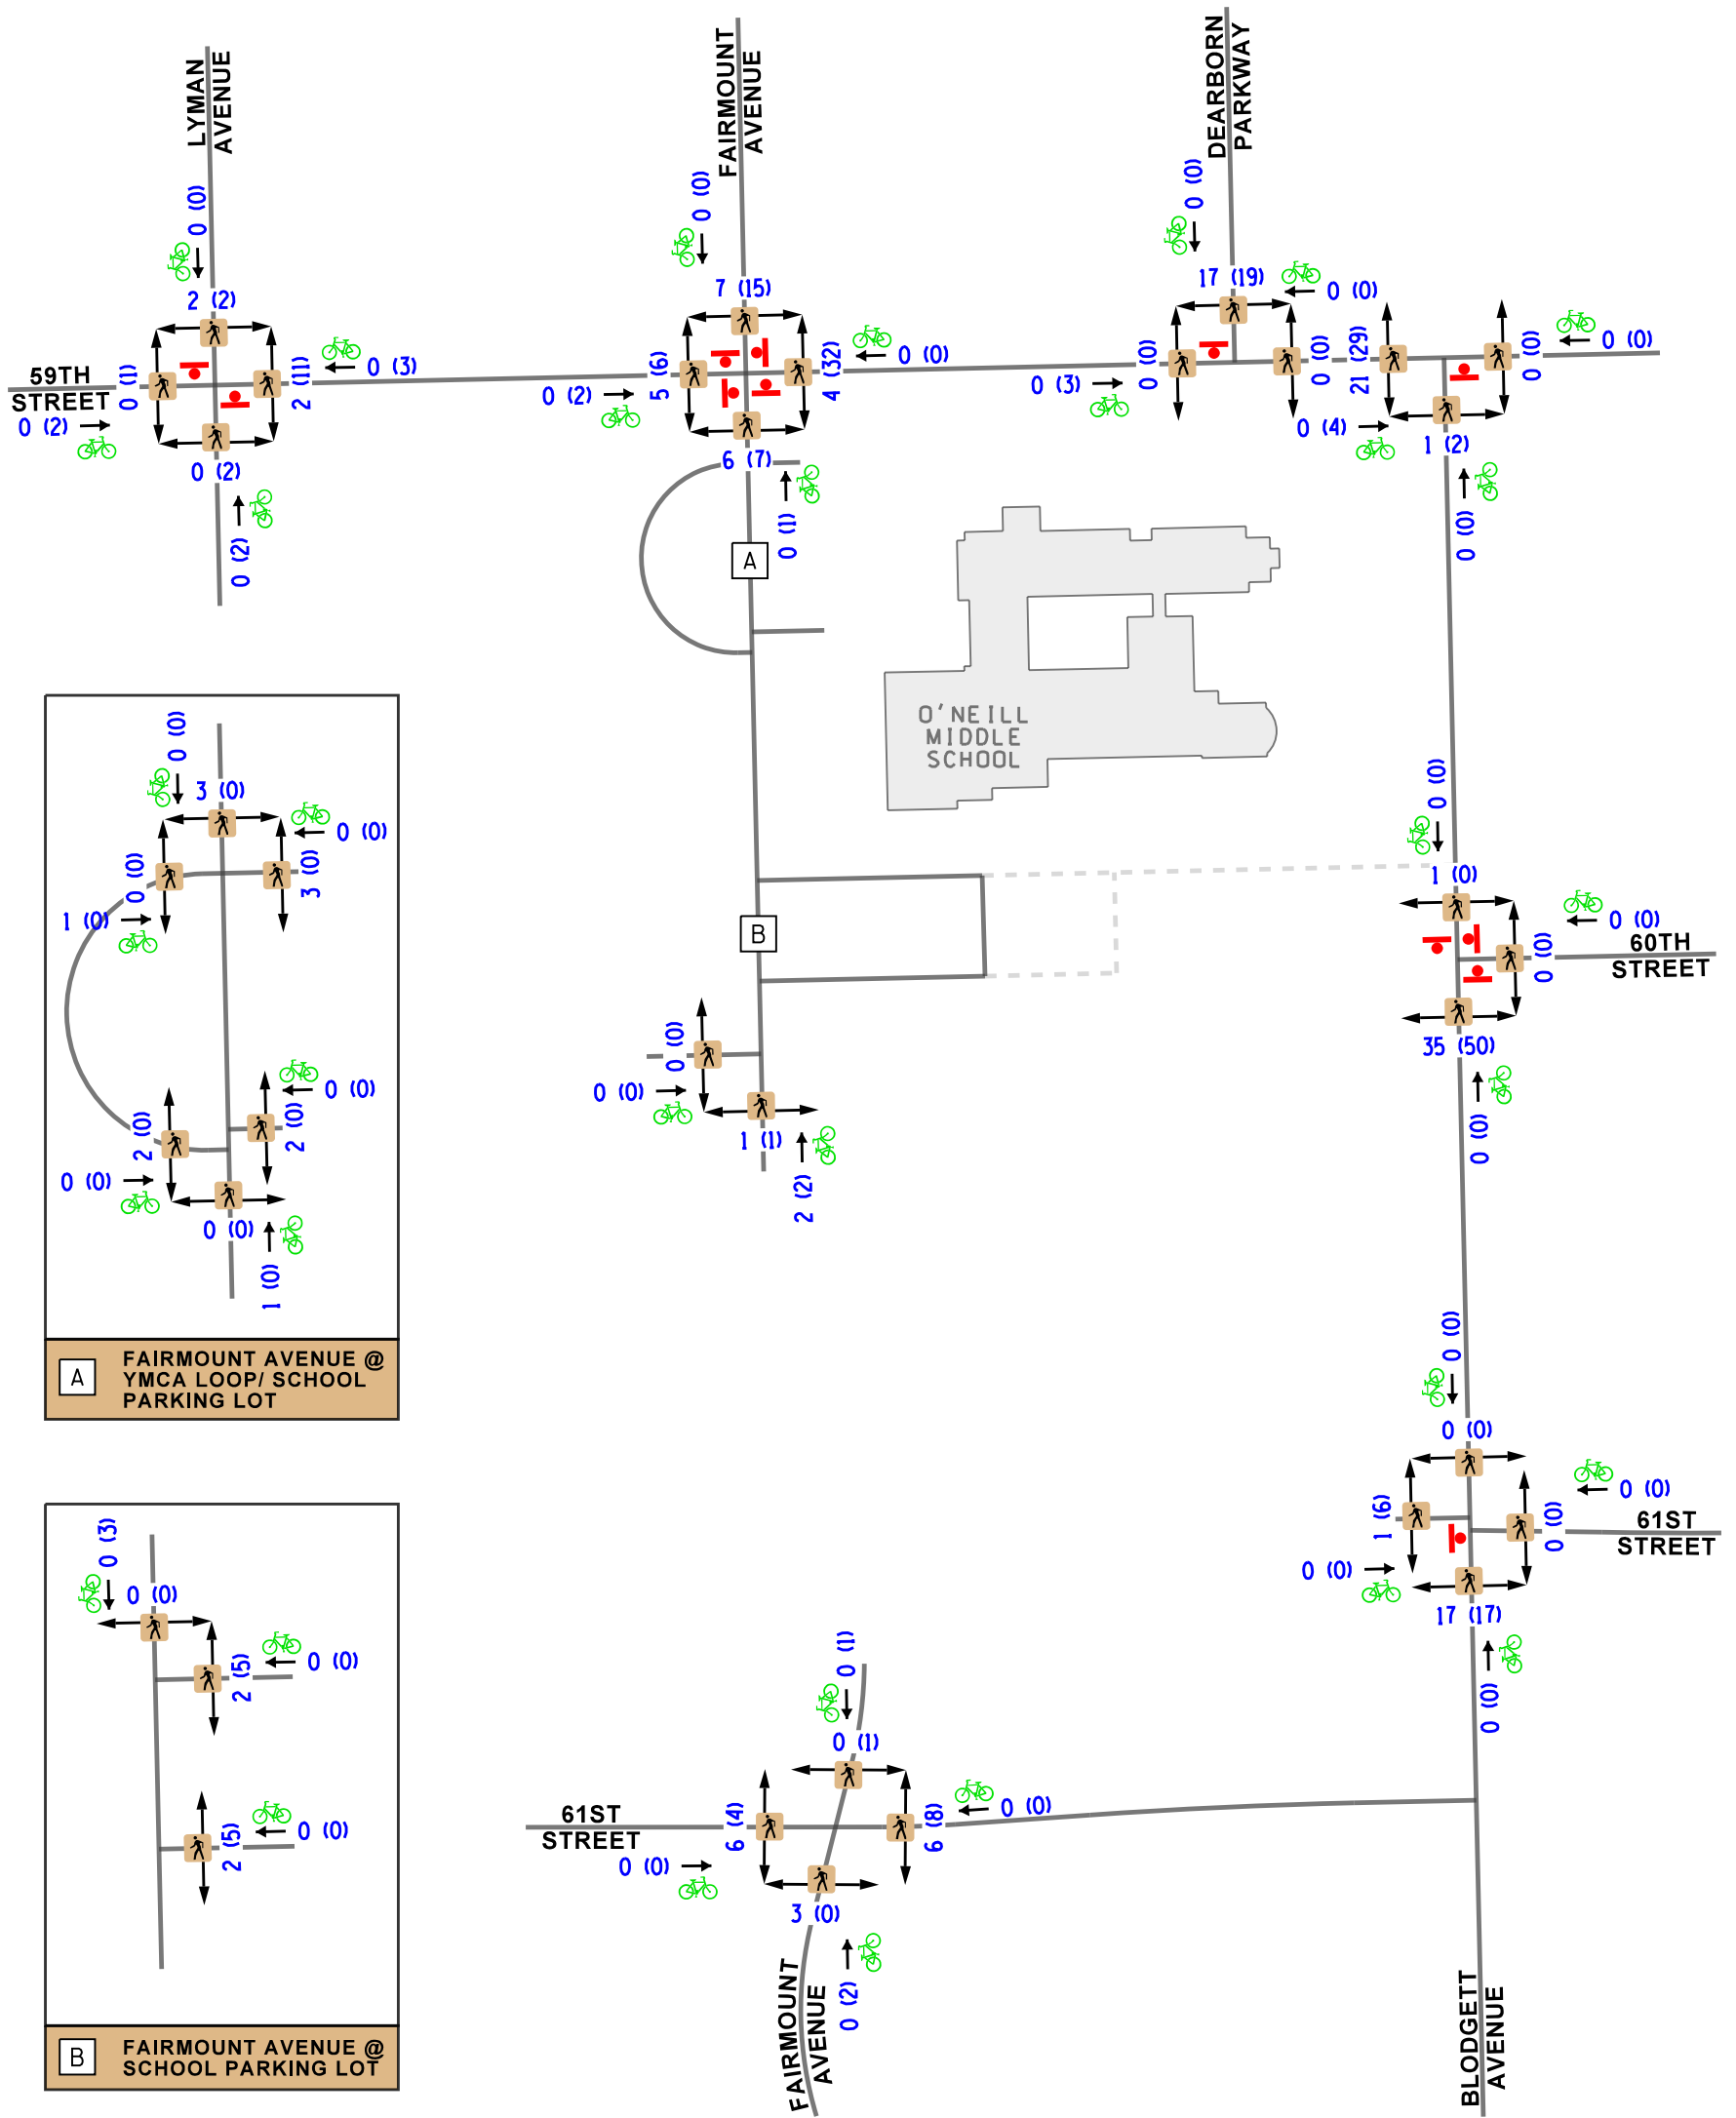 LYMAN
AVENUE
FAIRMOUNT
AVENUE
DEARBORN
PARKWAY
0 (0)
0 (0)
0 (0)
2 (2)
7 (15)
17 (19)
0 (0)
59TH
STREET
0 (1)
2 (11)
0 (3)
0 (2)
0 (2)
0 (2)
5 (6)
4 (32)
0 (0)
0 (2)
6 (7)
0 (1)
0 (3)
0 (0)
0 (0)
21 (29)
0 (0)
0 (0)
0 (4)
1 (2)
0 (0)
A
O'NEILL
MIDDLE
SCHOOL
0 (0)
3 (0)
0 (0)
0 (0)
3 (0)
1 (0)
0 (0)
2 (0)
2 (0)
0 (0)
0 (0)
1 (0)
A
FAIRMOUNT AVENUE @
YMCA LOOP/ SCHOOL
PARKING LOT
B
0 (0)
0 (0)
1 (1)
2 (2)
0 (0)
1 (0)
0 (0)
60TH
STREET
0 (0)
35 (50)
0 (0)
0 (0)
0 (0)
0 (0)
1 (6)
0 (0)
61ST
STREET
0 (0)
17 (17)
0 (0)
0 (3)
0 (0)
2 (5)
0 (0)
2 (5)
0 (0)
B
FAIRMOUNT AVENUE @
SCHOOL PARKING LOT
0 (1)
0 (1)
0 (0)
61ST
STREET
6 (4)
6 (8)
0 (0)
3 (0)
0 (2)
FAIRMOUNT
AVENUE
BLODGETT
AVENUE